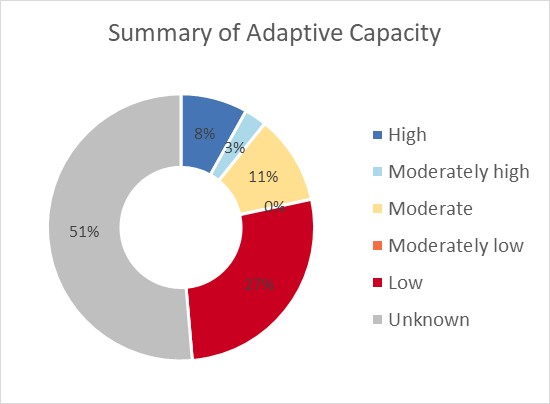 Summary of Adaptive Capacity
8%
3%
11%
0%
27%
51%
High
Moderately high
Moderate
Moderately low
Low
Unknown